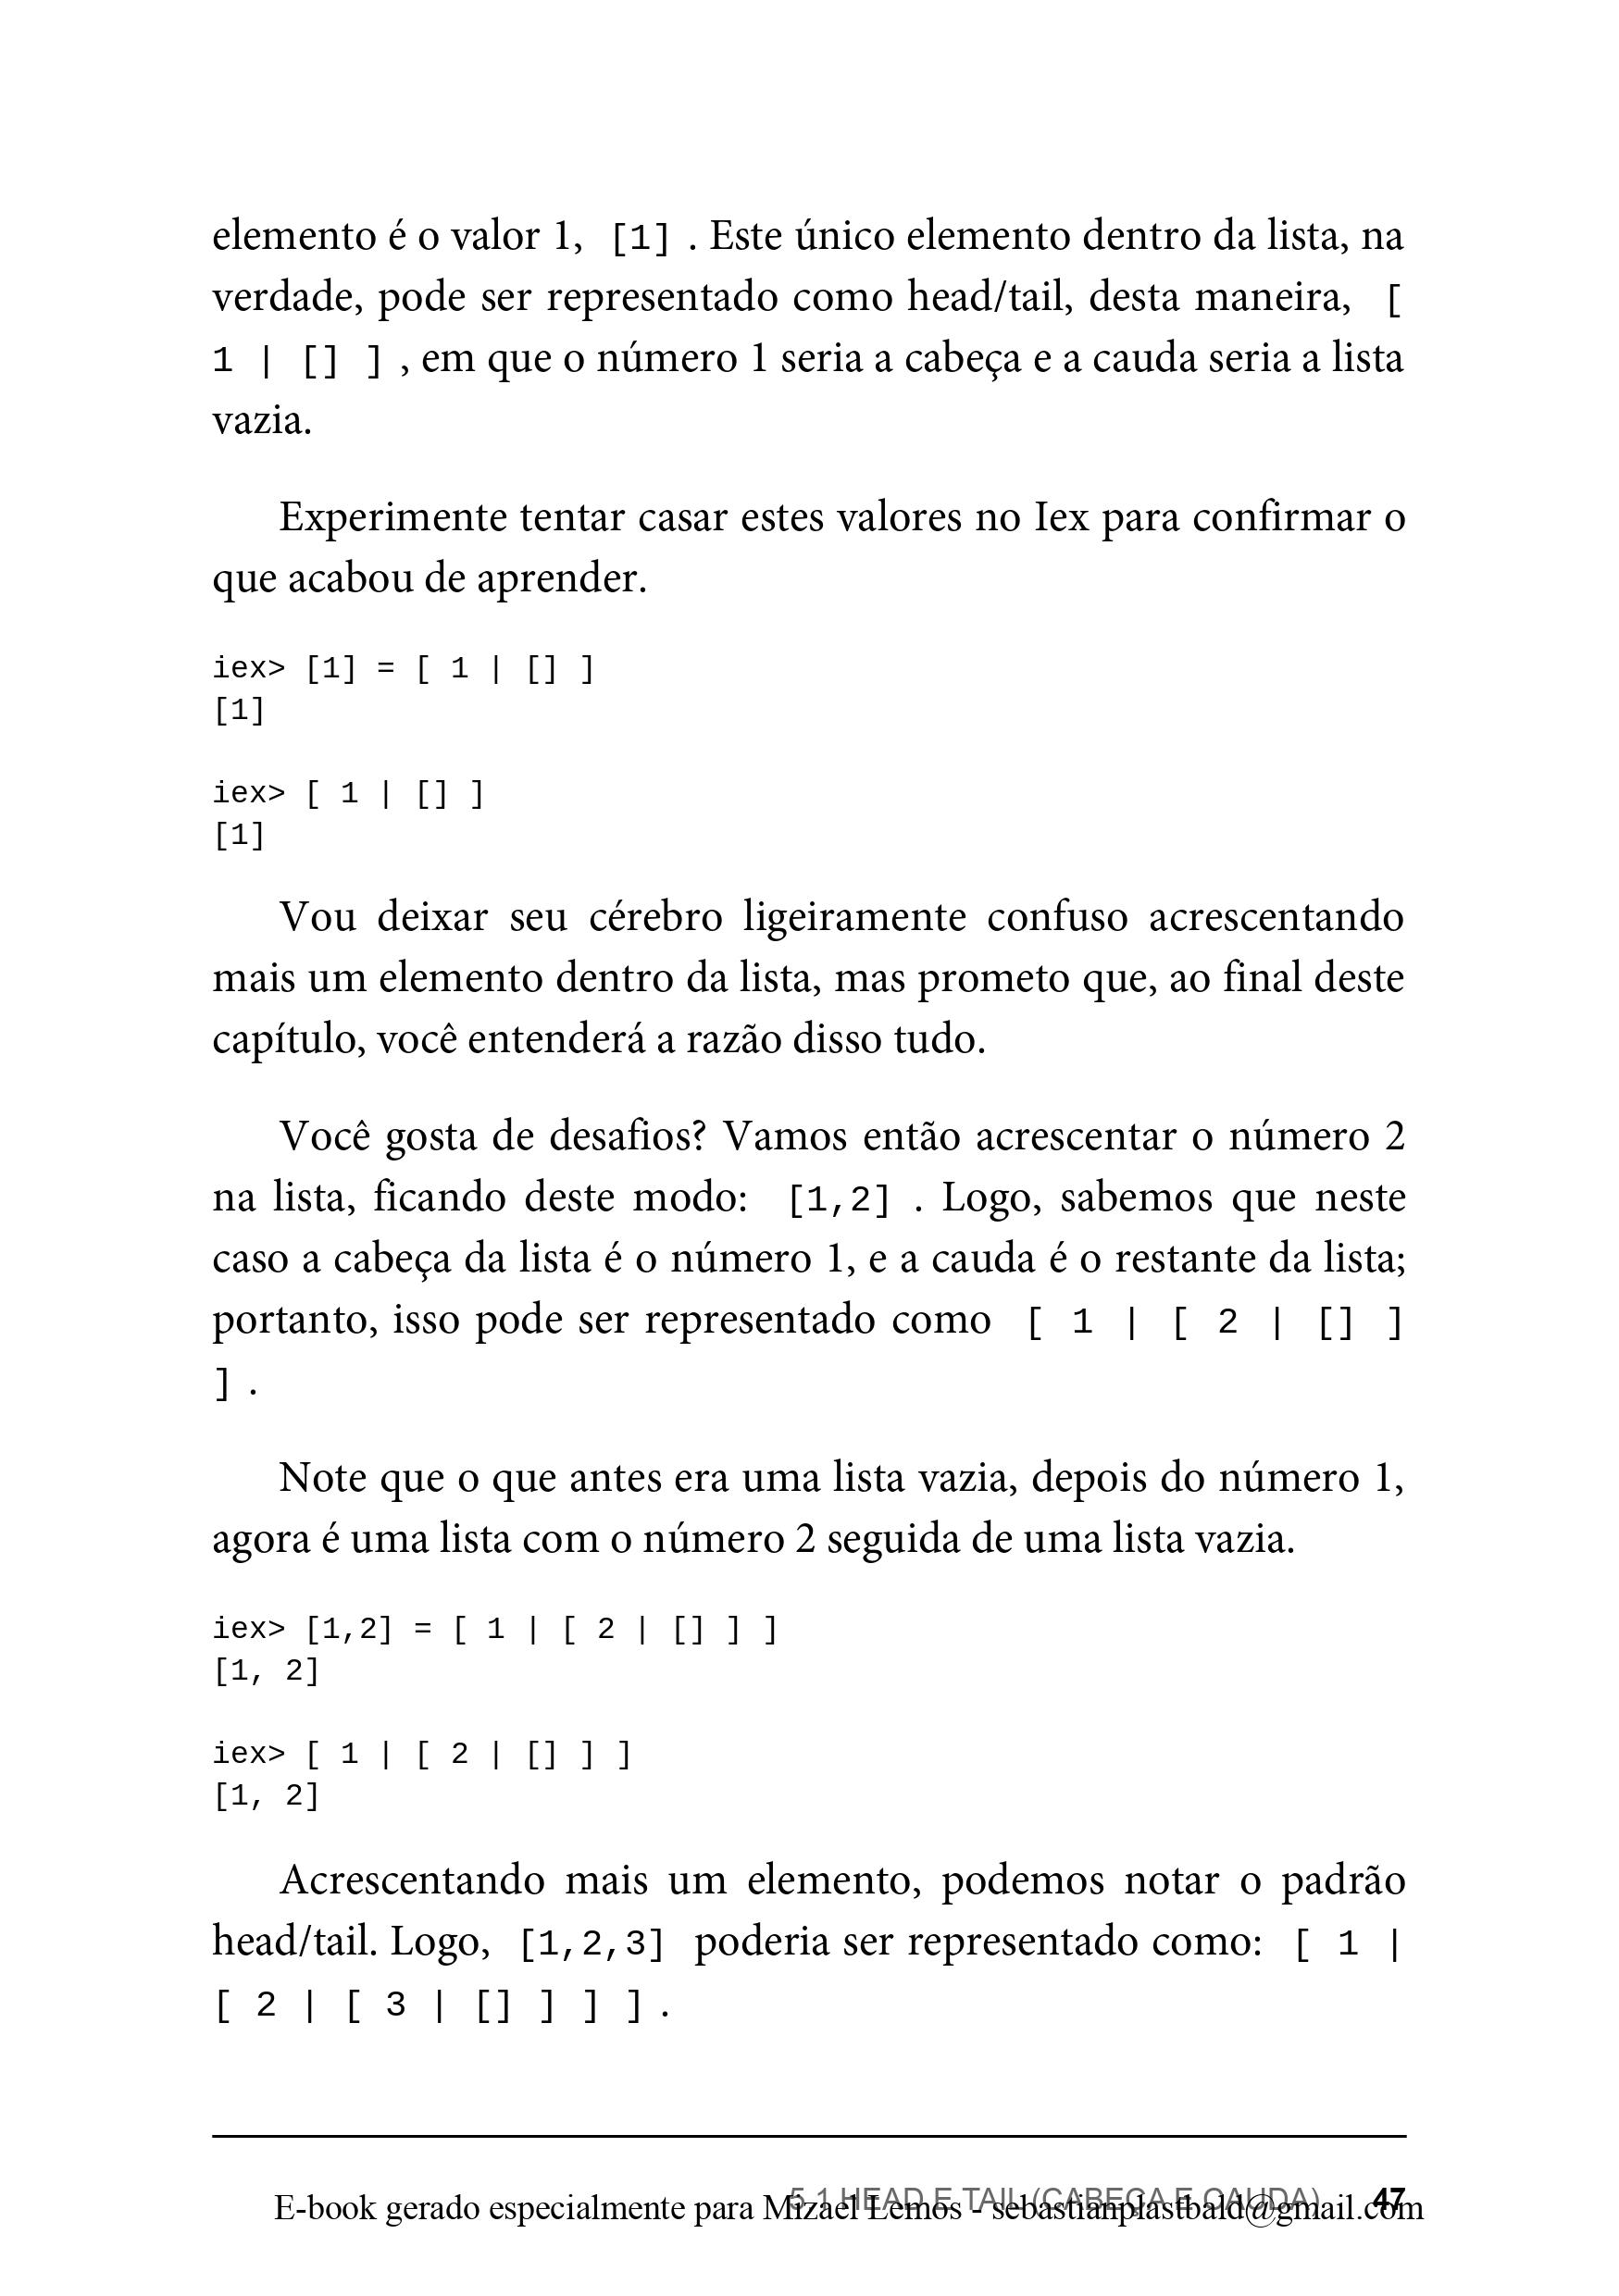 elemento é o valor 1, [1] . Este único elemento dentro da lista, na
verdade, pode ser representado como head/tail, desta maneira, [
1 | [] ] , em que o número 1 seria a cabeça e a cauda seria a lista
vazia.
Experimente tentar casar estes valores no Iex para confirmar o
que acabou de aprender.
iex> [1] = [ 1 | [] ]
[1]
iex> [ 1 | [] ]
[1]
Vou deixar seu cérebro ligeiramente confuso acrescentando
mais um elemento dentro da lista, mas prometo que, ao final deste
capítulo, você entenderá a razão disso tudo.
Você gosta de desafios? Vamos então acrescentar o número 2
na lista, ficando deste modo: [1,2] . Logo, sabemos que neste
caso a cabeça da lista é o número 1, e a cauda é o restante da lista;
portanto, isso pode ser representado como [ 1 | [ 2 | [] ]
] .
Note que o que antes era uma lista vazia, depois do número 1,
agora é uma lista com o número 2 seguida de uma lista vazia.
iex> [1,2] = [ 1 | [ 2 | [] ] ]
[1, 2]
iex> [ 1 | [ 2 | [] ] ]
[1, 2]
Acrescentando mais um elemento, podemos notar o padrão
head/tail. Logo, [1,2,3] poderia ser representado como: [ 1 |
[ 2 | [ 3 | [] ] ] ] .
5.1 HEAD E TAIL (CABEÇA E CAUDA) 47
E-book gerado especialmente para Mizael Lemos - sebastianplastbald@gmail.com